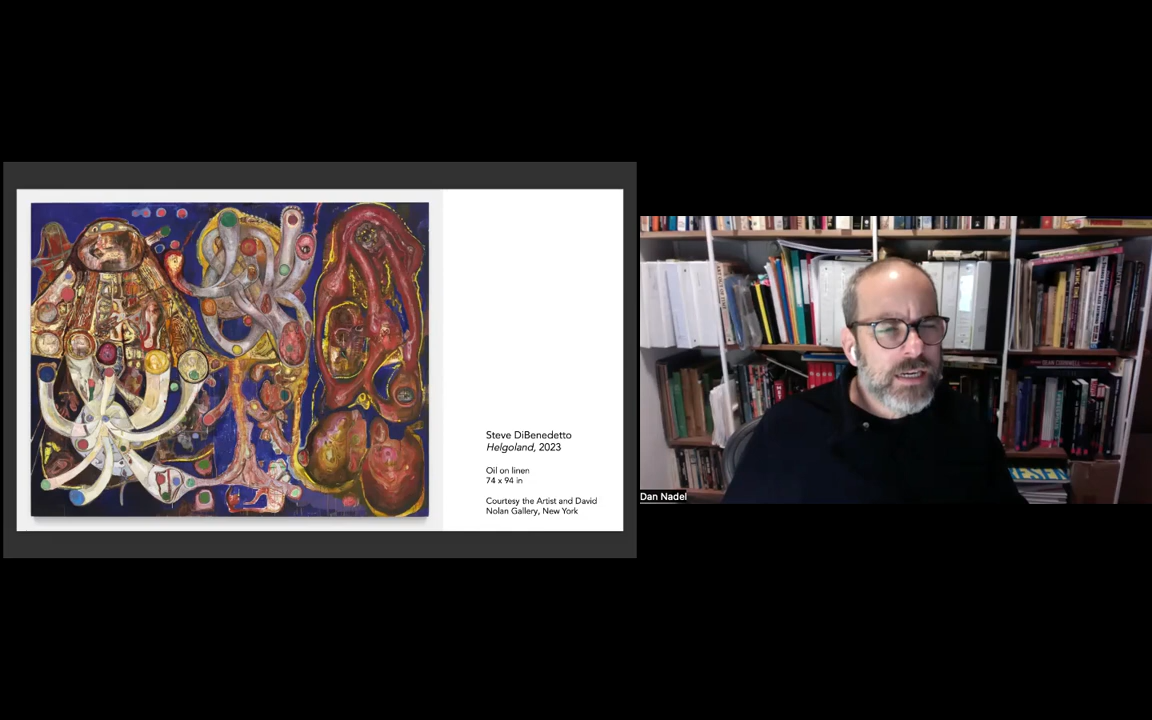 Steve DiBenedetto
Helgoland, 2023
Oil on linen
74 x 94 in
Courtesy the Artist and David
Nolan Gallery, New York
Dan Nadel